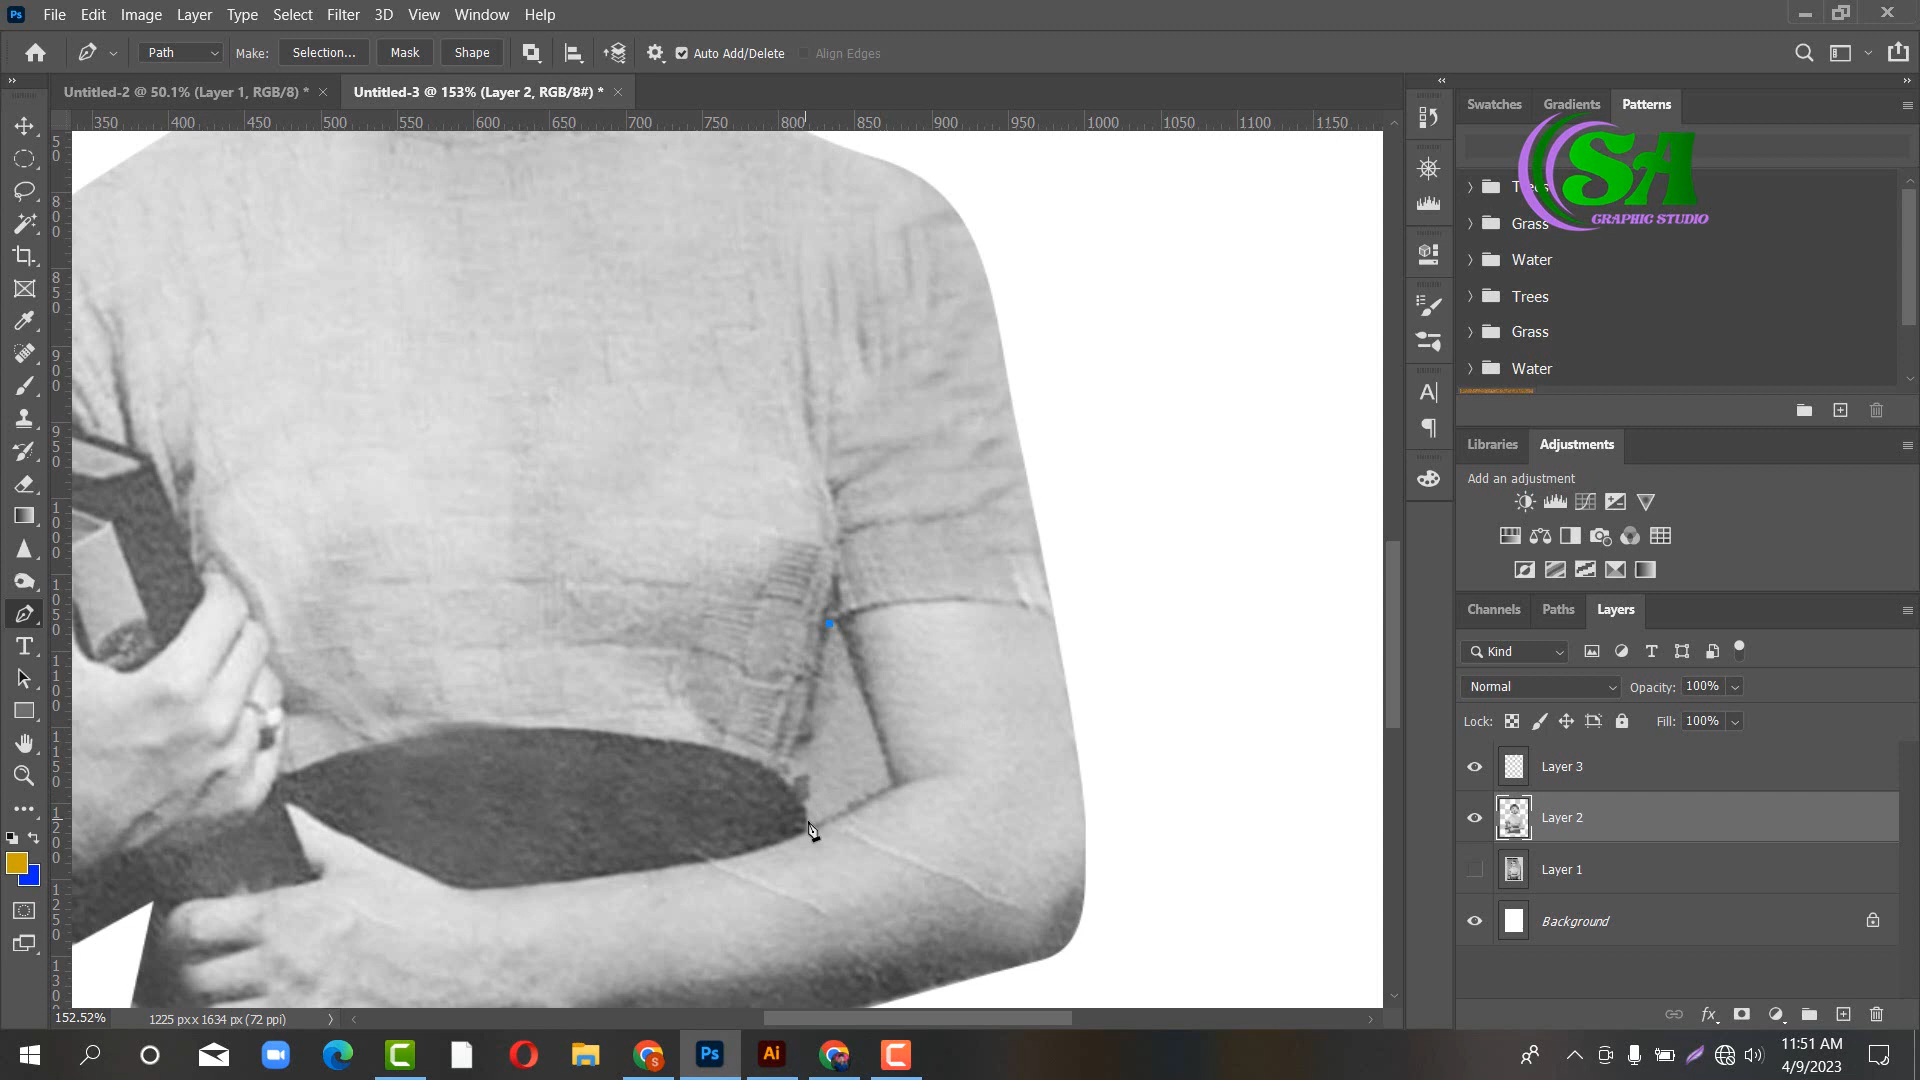 Ps File Edit Image Layer Type Select Filter 3D View Window Help
Path Make: Selection... Mask Shape Auto Add/Delete Align Edges
Untitled-2 @ 50.1% (Layer 1, RGB/8) * Untitled-3 @ 153% (Layer 2, RGB/8#) *
350 400 450 500 550 600 650 700 750 800 850 900 950 1000 1050 1100 1150
Swatches Gradients Patterns
SA
GRAPHIC STUDIO
Trees
Grass
Water
Trees
Grass
Water
Libraries Adjustments
Add an adjustment
Channels Paths Layers
Kind
Normal Opacity: 100%
Lock: Fill: 100%
Layer 3
Layer 2
Layer 1
Background
152.52% 1225 px x 1634 px (72 ppi)
11:51 AM
4/9/2023